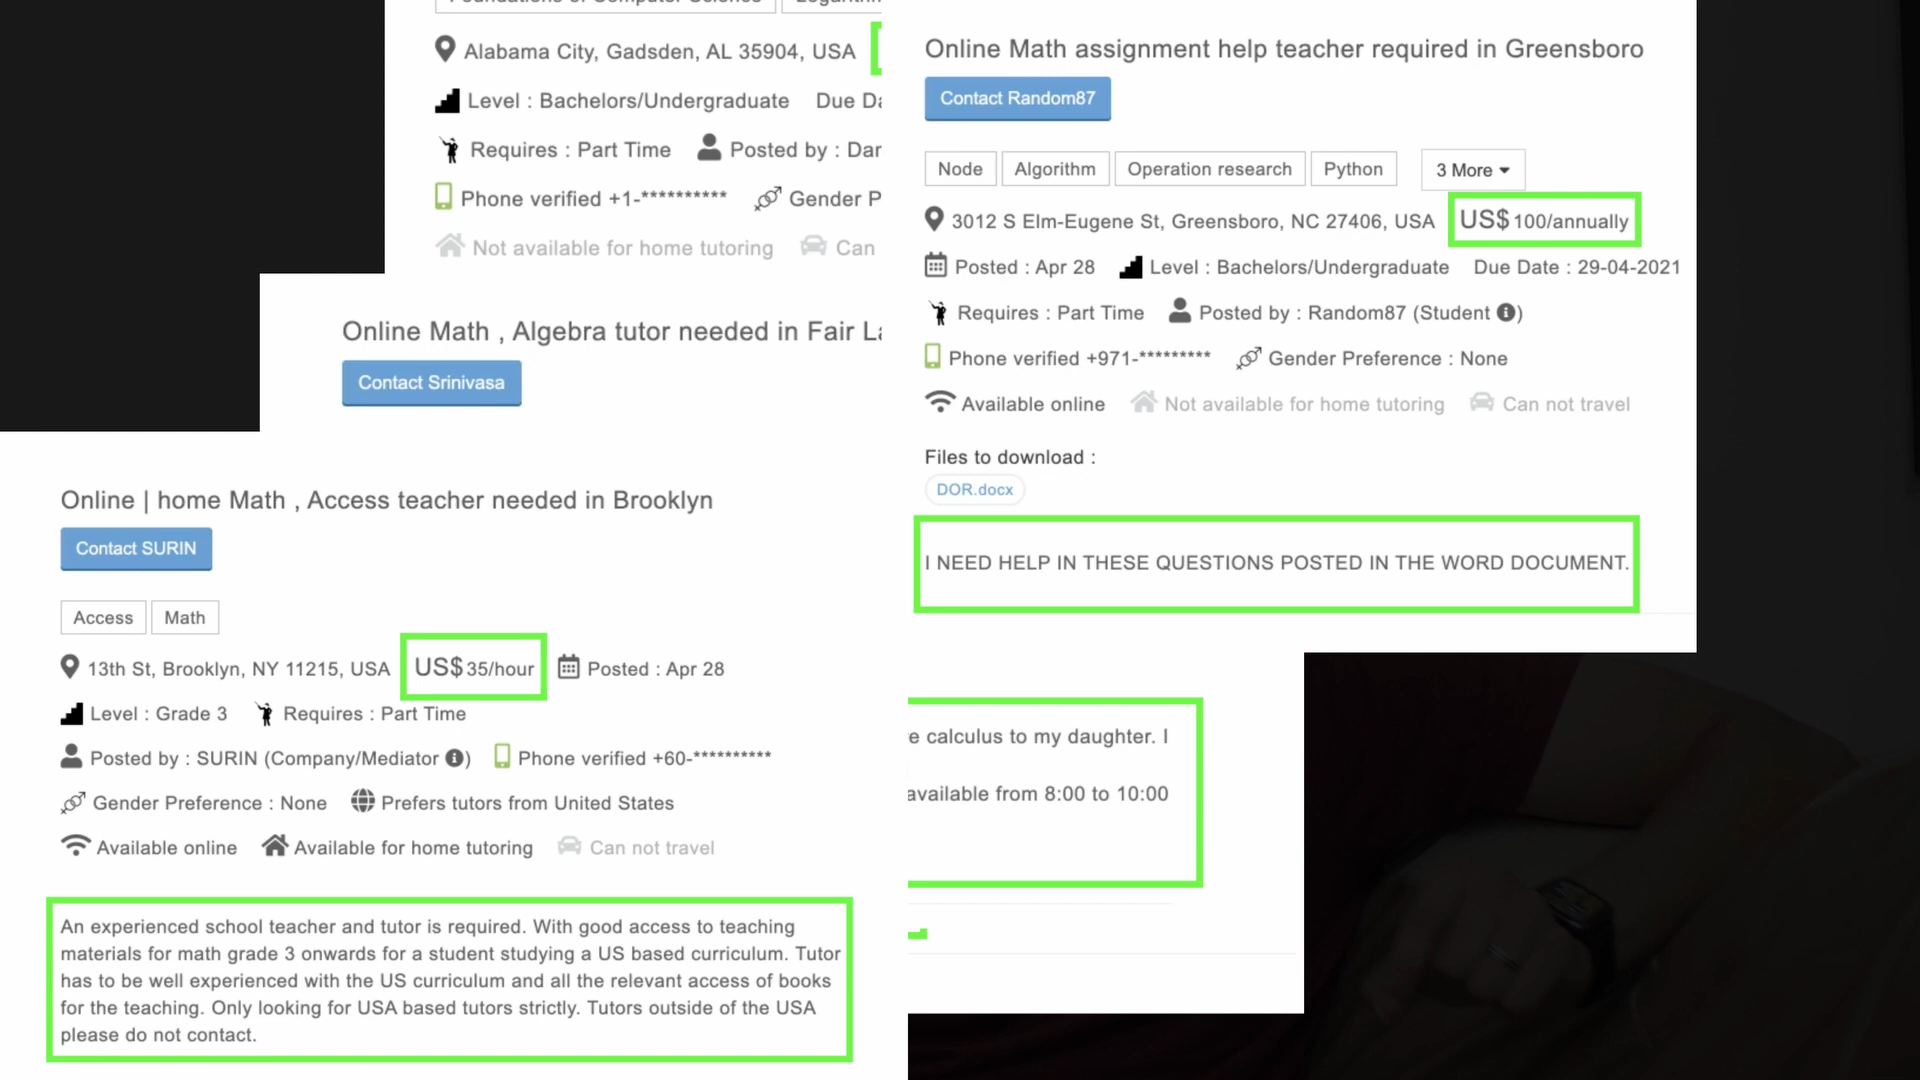 Alabama City, Gadsden, AL 35904, USA
Level : Bachelors/Undergraduate Due
Requires : Part Time Posted by :
Phone verified +1-********** Gender
Not available for home tutoring Can
Online Math , Algebra tutor needed in Fair
Contact Srinivasa
Online | home Math , Access teacher needed in Brooklyn
Contact SURIN
Access Math
13th St, Brooklyn, NY 11215, USA US$ 35/hour Posted : Apr 28
Level : Grade 3 Requires : Part Time
Posted by : SURIN (Company/Mediator ) Phone verified +60-**********
Gender Preference : None Prefers tutors from United States
Available online Available for home tutoring Can not travel
An experienced school teacher and tutor is required. With good access to teaching
materials for math grade 3 onwards for a student studying a US based curriculum. Tutor
has to be well experienced with the US curriculum and all the relevant access of books
for the teaching. Only looking for USA based tutors strictly. Tutors outside of the USA
please do not contact.
Online Math assignment help teacher required in Greensboro
Contact Random87
Node Algorithm Operation research Python 3 More
3012 S Elm-Eugene St, Greensboro, NC 27406, USA US$ 100/annually
Posted : Apr 28 Level : Bachelors/Undergraduate Due Date : 29-04-2021
Requires : Part Time Posted by : Random87 (Student )
Phone verified +971-********* Gender Preference : None
Available online Not available for home tutoring Can not travel
Files to download :
DOR.docx
I NEED HELP IN THESE QUESTIONS POSTED IN THE WORD DOCUMENT.
calculus to my daughter. I
available from 8:00 to 10:00